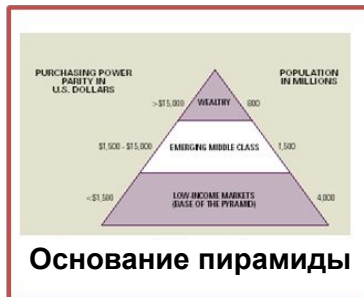 PURCHASING POWER
PARITY IN
U.S. DOLLARS
POPULATION
IN MILLIONS
>$15,000 WEALTHY 800
$1,500 - $15,000 EMERGING MIDDLE CLASS 1,500
<$1,500 LOW-INCOME MARKETS
(BASE OF THE PYRAMID) 4,000
Основание пирамиды